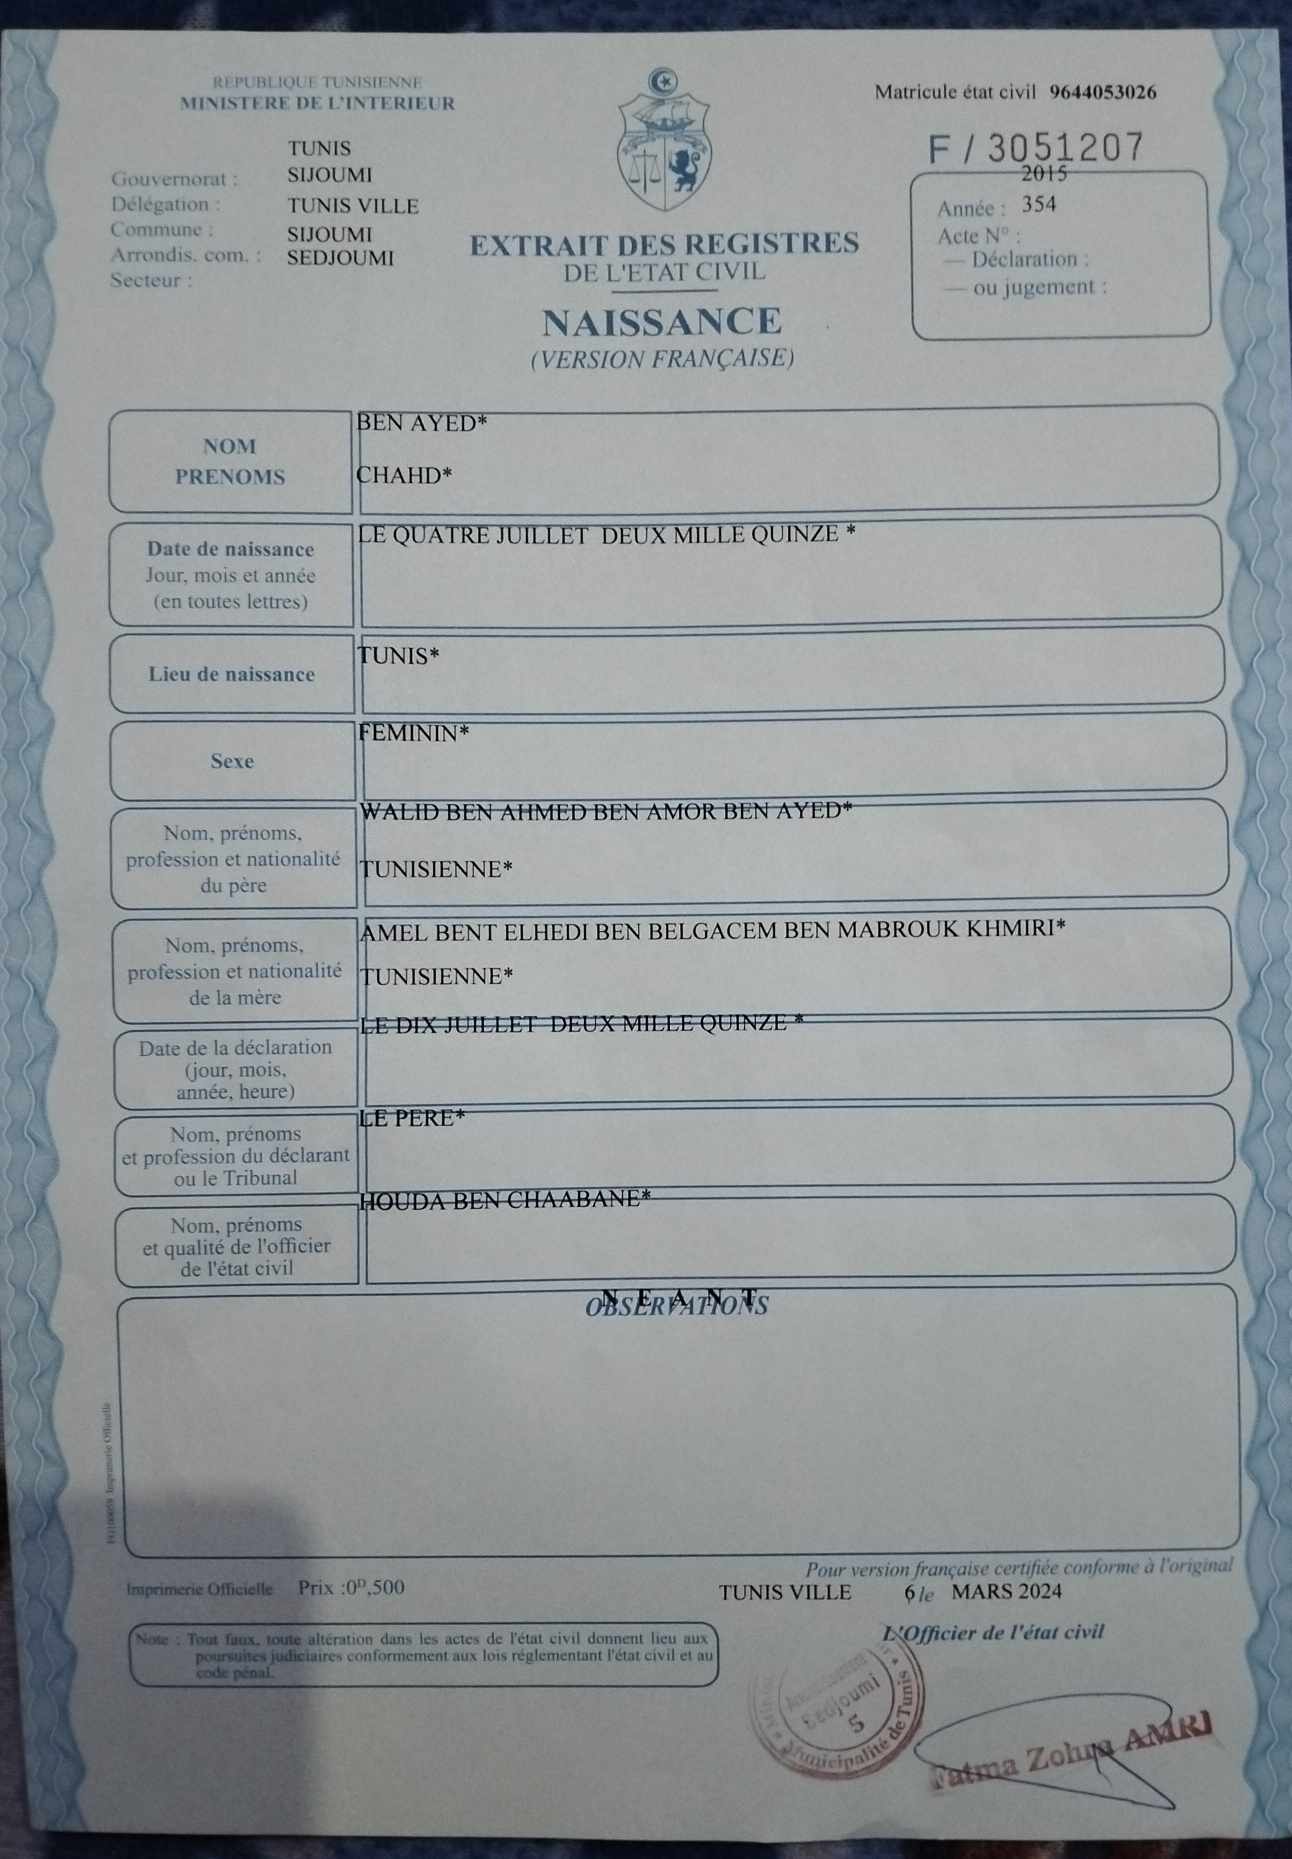 REPUBLIQUE TUNISIENNE
MINISTERE DE L'INTERIEUR
Matricule état civil 9644053026
F / 3051207
TUNIS
Gouvernorat : SIJOUMI
Délégation : TUNIS VILLE
Commune : SIJOUMI
Arrondis. com. : SEDJOUMI
Secteur :
2015
Année : 354
Acte N° :
— Déclaration :
— ou jugement :
EXTRAIT DES REGISTRES
DE L'ETAT CIVIL
NAISSANCE
(VERSION FRANÇAISE)
NOM
PRENOMS
BEN AYED*
CHAHD*
Date de naissance
Jour, mois et année
(en toutes lettres)
LE QUATRE JUILLET DEUX MILLE QUINZE *
Lieu de naissance
TUNIS*
Sexe
FEMININ*
Nom, prénoms,
profession et nationalité
du père
WALID BEN AHMED BEN AMOR BEN AYED*
TUNISIENNE*
Nom, prénoms,
profession et nationalité
de la mère
AMEL BENT ELHEDI BEN BELGACEM BEN MABROUK KHMIRI*
TUNISIENNE*
Date de la déclaration
(jour, mois,
année, heure)
LE DIX JUILLET DEUX MILLE QUINZE *
Nom, prénoms
et profession du déclarant
ou le Tribunal
LE PERE*
Nom, prénoms
et qualité de l'officier
de l'état civil
HOUDA BEN CHAABANE*
N E A N T
OBSERVATIONS
Imprimerie Officielle
Pour version française certifiée conforme à l'original
Imprimerie Officielle Prix :0D,500
TUNIS VILLE 6 le MARS 2024
L'Officier de l'état civil
Note : Tout faux, toute altération dans les actes de l'état civil donnent lieu aux
poursuites judiciaires conformement aux lois réglementant l'état civil et au
code pénal.
Sedjoumi
5
Municipalité de Tunis
Fatma Zohra AMRI